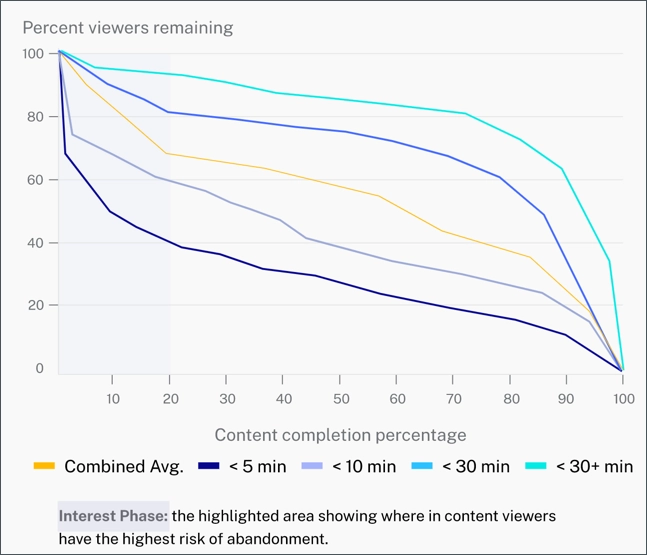 Percent viewers remaining
100
80
60
40
20
0
10 20 30 40 50 60 70 80 90 100
Content completion percentage
Combined Avg. < 5 min < 10 min < 30 min < 30+ min
Interest Phase: the highlighted area showing where in content viewers
have the highest risk of abandonment.